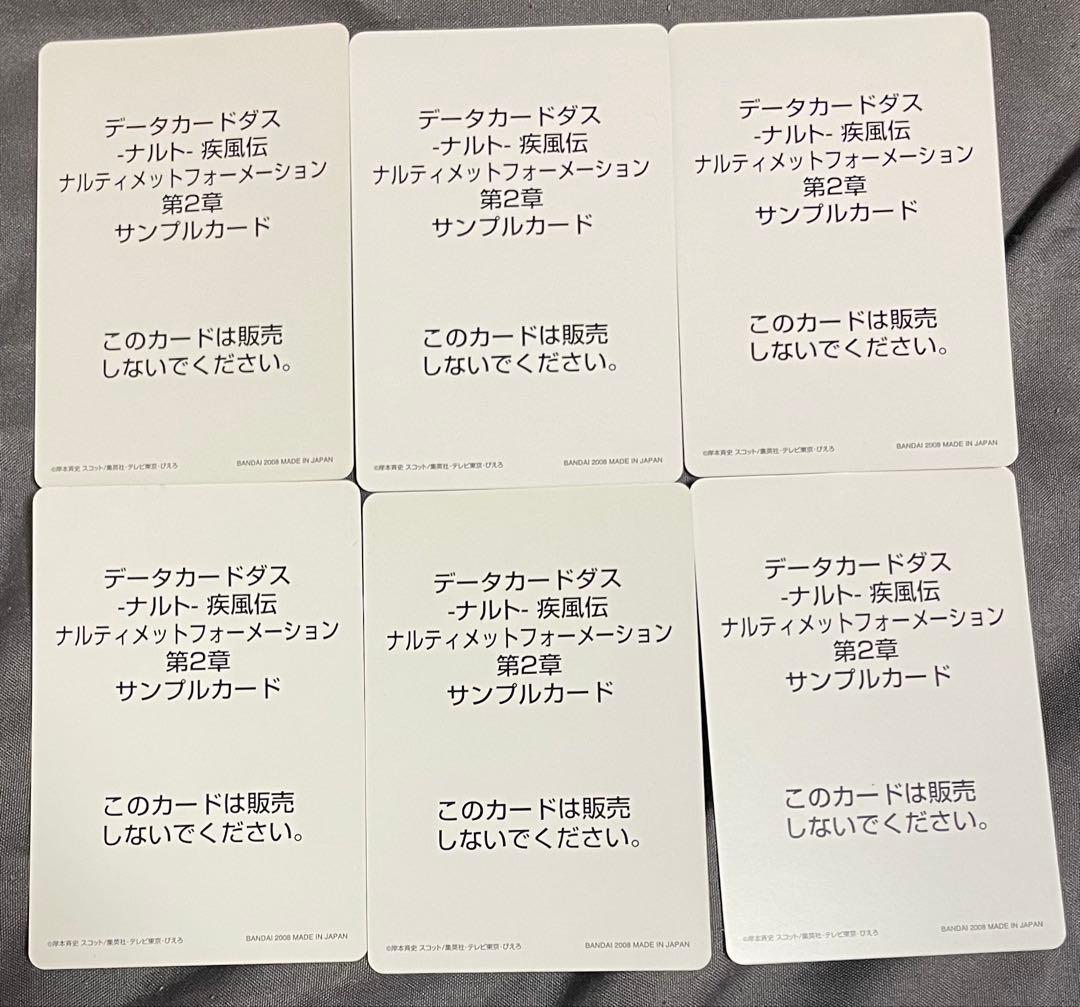 データカードダス
-ナルト- 疾風伝
ナルティメットフォーメーション
第2章
サンプルカード
このカードは販売
しないでください。
©岸本斉史 スコット/集英社・テレビ東京・ぴえろ
BANDAI 2008 MADE IN JAPAN
データカードダス
-ナルト- 疾風伝
ナルティメットフォーメーション
第2章
サンプルカード
このカードは販売
しないでください。
©岸本斉史 スコット/集英社・テレビ東京・ぴえろ
BANDAI 2008 MADE IN JAPAN
データカードダス
-ナルト- 疾風伝
ナルティメットフォーメーション
第2章
サンプルカード
このカードは販売
しないでください。
©岸本斉史 スコット/集英社・テレビ東京・ぴえろ
BANDAI 2008 MADE IN JAPAN
データカードダス
-ナルト- 疾風伝
ナルティメットフォーメーション
第2章
サンプルカード
このカードは販売
しないでください。
©岸本斉史 スコット/集英社・テレビ東京・ぴえろ
BANDAI 2008 MADE IN JAPAN
データカードダス
-ナルト- 疾風伝
ナルティメットフォーメーション
第2章
サンプルカード
このカードは販売
しないでください。
©岸本斉史 スコット/集英社・テレビ東京・ぴえろ
BANDAI 2008 MADE IN JAPAN
データカードダス
-ナルト- 疾風伝
ナルティメットフォーメーション
第2章
サンプルカード
このカードは販売
しないでください。
©岸本斉史 スコット/集英社・テレビ東京・ぴえろ
BANDAI 2008 MADE IN JAPAN